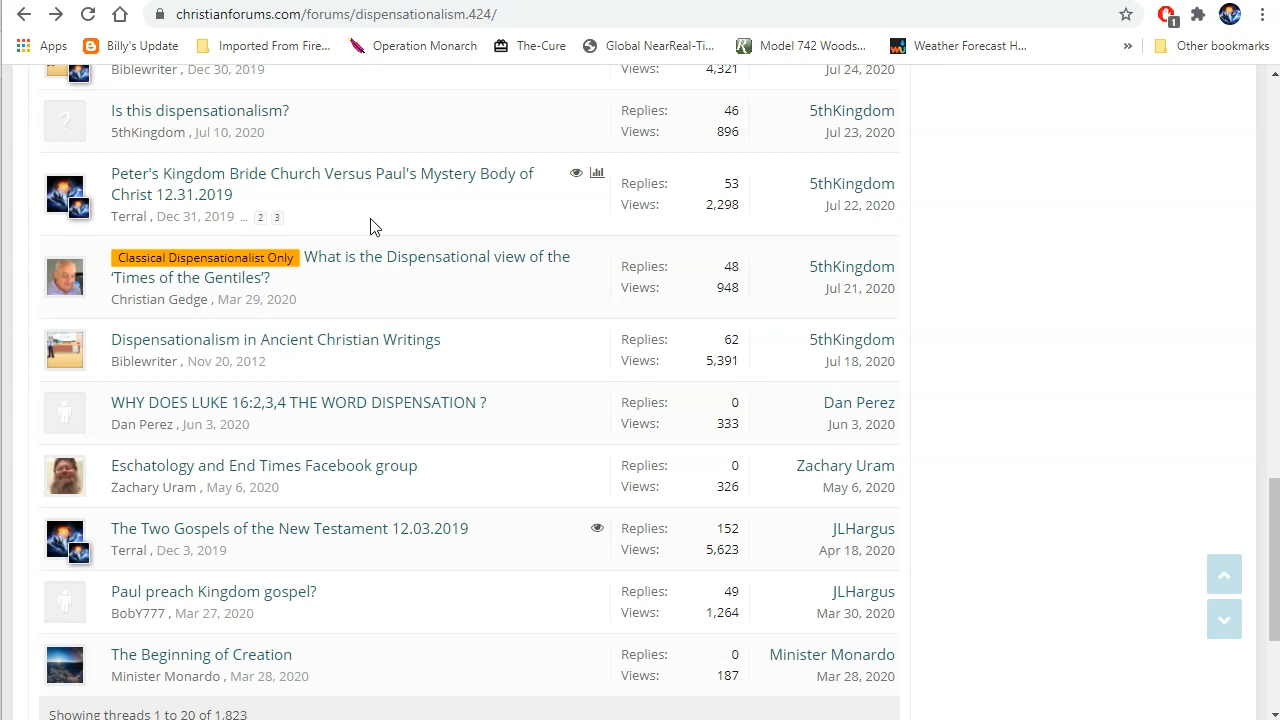 christianforums.com/forums/dispensationalism.424/
1
Apps Billy's Update Imported From Fire... Operation Monarch The-Cure Global NearReal-Ti... Model 742 Woods... Weather Forecast H... » Other bookmarks
Biblewriter , Dec 30, 2019 Views: 4,321 Jul 24, 2020
Is this dispensationalism? Replies: 46 5thKingdom
5thKingdom , Jul 10, 2020 Views: 896 Jul 23, 2020
Peter's Kingdom Bride Church Versus Paul's Mystery Body of
Christ 12.31.2019
Replies: 53 5thKingdom
Views: 2,298 Jul 22, 2020
Terral , Dec 31, 2019 ... 2 3
Classical Dispensationalist Only What is the Dispensational view of the
‘Times of the Gentiles’?
Replies: 48 5thKingdom
Views: 948 Jul 21, 2020
Christian Gedge , Mar 29, 2020
Dispensationalism in Ancient Christian Writings Replies: 62 5thKingdom
Biblewriter , Nov 20, 2012 Views: 5,391 Jul 18, 2020
WHY DOES LUKE 16:2,3,4 THE WORD DISPENSATION ? Replies: 0 Dan Perez
Dan Perez , Jun 3, 2020 Views: 333 Jun 3, 2020
Eschatology and End Times Facebook group Replies: 0 Zachary Uram
Zachary Uram , May 6, 2020 Views: 326 May 6, 2020
The Two Gospels of the New Testament 12.03.2019 Replies: 152 JLHargus
Terral , Dec 3, 2019 Views: 5,623 Apr 18, 2020
Paul preach Kingdom gospel? Replies: 49 JLHargus
BobY777 , Mar 27, 2020 Views: 1,264 Mar 30, 2020
The Beginning of Creation Replies: 0 Minister Monardo
Minister Monardo , Mar 28, 2020 Views: 187 Mar 28, 2020
Showing threads 1 to 20 of 1,823